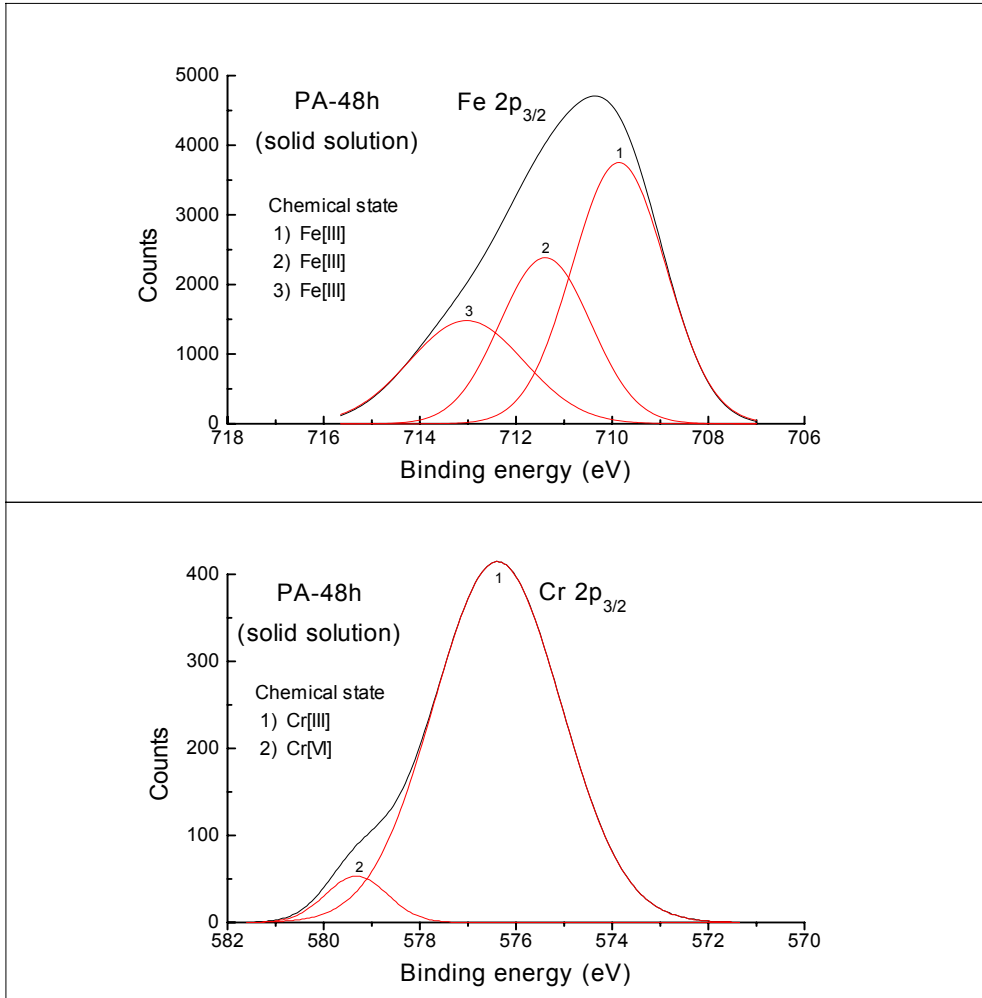 PA-48h
(solid solution)
Fe 2p3/2
Chemical state
1) Fe[III]
2) Fe[III]
3) Fe[III]
1
2
3
5000
4000
3000
2000
1000
0
Counts
718 716 714 712 710 708 706
Binding energy (eV)
PA-48h
(solid solution)
Cr 2p3/2
Chemical state
1) Cr[III]
2) Cr[VI]
1
2
400
300
200
100
0
Counts
582 580 578 576 574 572 570
Binding energy (eV)